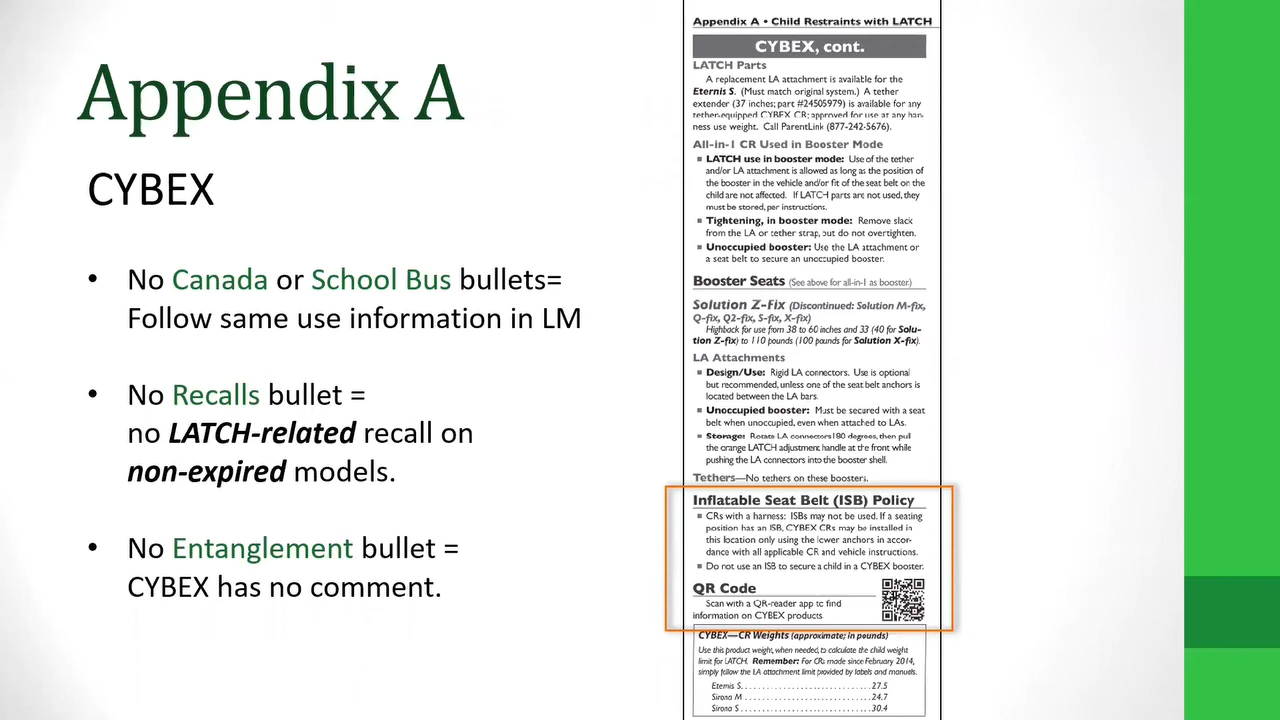 Appendix A
CYBEX
• No Canada or School Bus bullets=
Follow same use information in LM
• No Recalls bullet =
no LATCH-related recall on
non-expired models.
• No Entanglement bullet =
CYBEX has no comment.
Appendix A • Child Restraints with LATCH
CYBEX, cont.
LATCH Parts
A replacement LA attachment is available for the
Eternis S. (Must match original system.) A tether
extender (37 inches; part #24505979) is available for any
tether-equipped CYBEX CR; approved for use at any har-
ness use weight. Call ParentLink (877-242-5676).
All-in-1 CR Used in Booster Mode
▪ LATCH use in booster mode: Use of the tether
and/or LA attachment is allowed as long as the position of
the booster in the vehicle and/or fit of the seat belt on the
child are not affected. If LATCH parts are not used, they
must be stored, per instructions.
▪ Tightening, in booster mode: Remove slack
from the LA or tether strap, but do not overtighten.
▪ Unoccupied booster: Use the LA attachment or
a seat belt to secure an unoccupied booster.
Booster Seats (See above for all-in-1 as booster.)
Solution Z-Fix (Discontinued: Solution M-fix,
Q-fix, Q2-fix, S-fix, X-fix)
Highback for use from 38 to 60 inches and 33 (40 for Solu-
tion Z-fix) to 110 pounds (100 pounds for Solution X-fix).
LA Attachments
▪ Design/Use: Rigid LA connectors. Use is optional
but recommended, unless one of the seat belt anchors is
located between the LA bars.
▪ Unoccupied booster: Must be secured with a seat
belt when unoccupied, even when attached to LAs.
▪ Storage: Rotate LA connectors180 degrees, then pull
the orange LATCH adjustment handle at the front while
pushing the LA connectors into the booster shell.
Tethers—No tethers on these boosters.
Inflatable Seat Belt (ISB) Policy
▪ CRs with a harness: ISBs may not be used. If a seating
position has an ISB, CYBEX CRs may be installed in
this location only using the lower anchors in accor-
dance with all applicable CR and vehicle instructions.
▪ Do not use an ISB to secure a child in a CYBEX booster.
QR Code
Scan with a QR-reader app to find
information on CYBEX products
CYBEX—CR Weights (approximate; in pounds)
Use this product weight, when needed, to calculate the child weight
limit for LATCH. Remember: For CRs made since February 2014,
simply follow the LA attachment limit provided by labels and manuals.
Eternis S. . . . . . . . . . . . . . . . . . . . . . . . . . . . . .27.5
Sirona M . . . . . . . . . . . . . . . . . . . . . . . . . . . . .24.7
Sirona S . . . . . . . . . . . . . . . . . . . . . . . . . . . . . .30.4